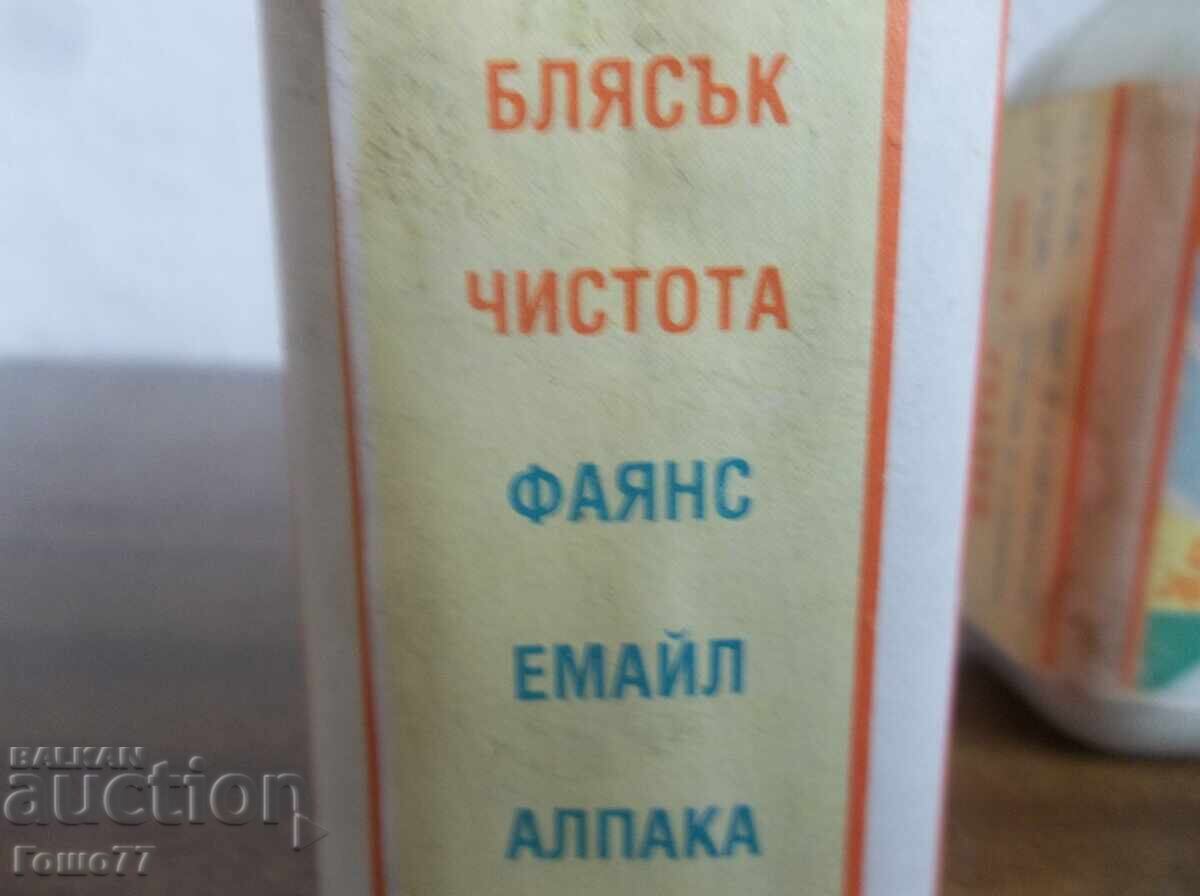 БЛЯСЪК
ЧИСТОТА
ФАЯНС
ЕМАЙЛ
АЛПАКА
BALKAN
auction
Гошо77